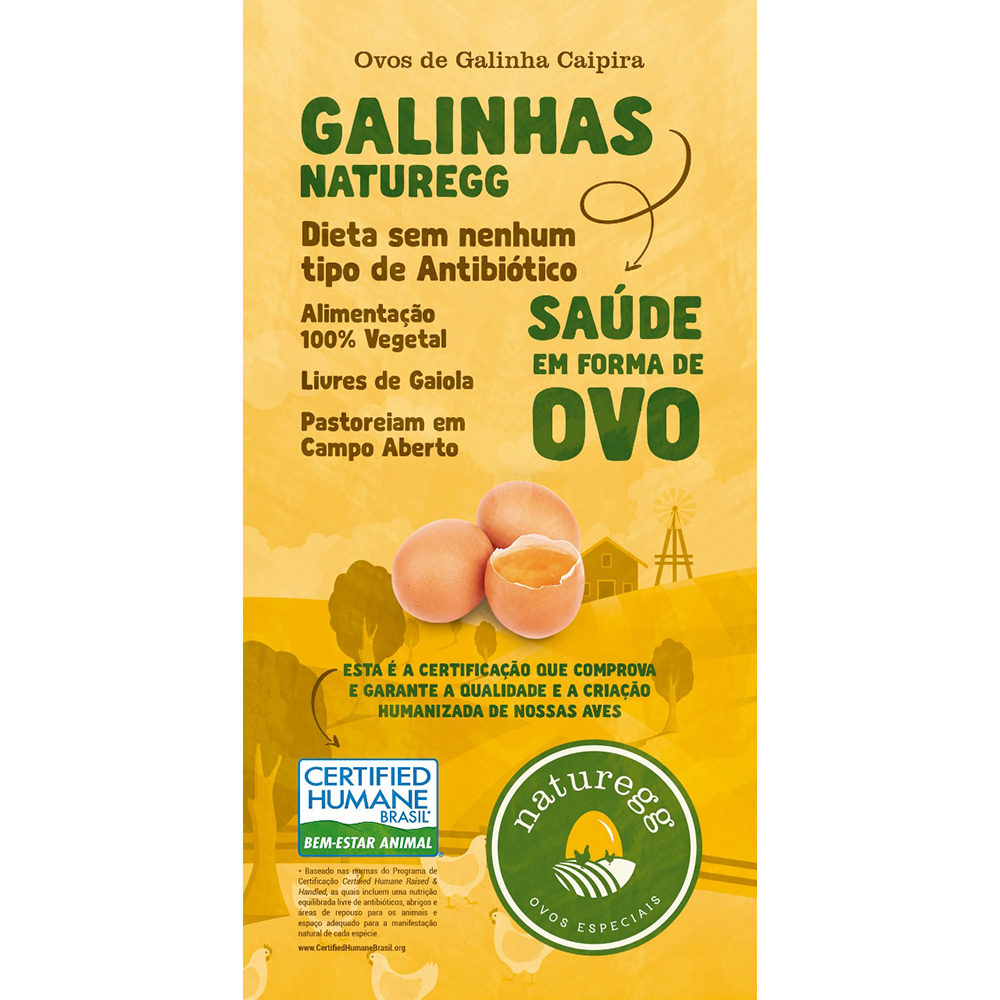 Ovos de Galinha Caipira
GALINHAS
NATUREGG
Dieta sem nenhum
tipo de Antibiótico
Alimentação
100% Vegetal
Livres de Gaiola
Pastoreiam em
Campo Aberto
SAÚDE
EM FORMA DE
OVO
ESTA É A CERTIFICAÇÃO QUE COMPROVA
E GARANTE A QUALIDADE E A CRIAÇÃO
HUMANIZADA DE NOSSAS AVES
CERTIFIED
HUMANE
BRASIL®
BEM-ESTAR ANIMAL
®
• Baseado nas normas do Programa de
Certificação Certified Humane Raised &
Handled, as quais incluem uma nutrição
equilibrada livre de antibióticos, abrigos e
áreas de repouso para os animais e
espaço adequado para a manifestação
natural de cada espécie.
www.CertifiedHumaneBrasil.org
naturegg
OVOS ESPECIAIS